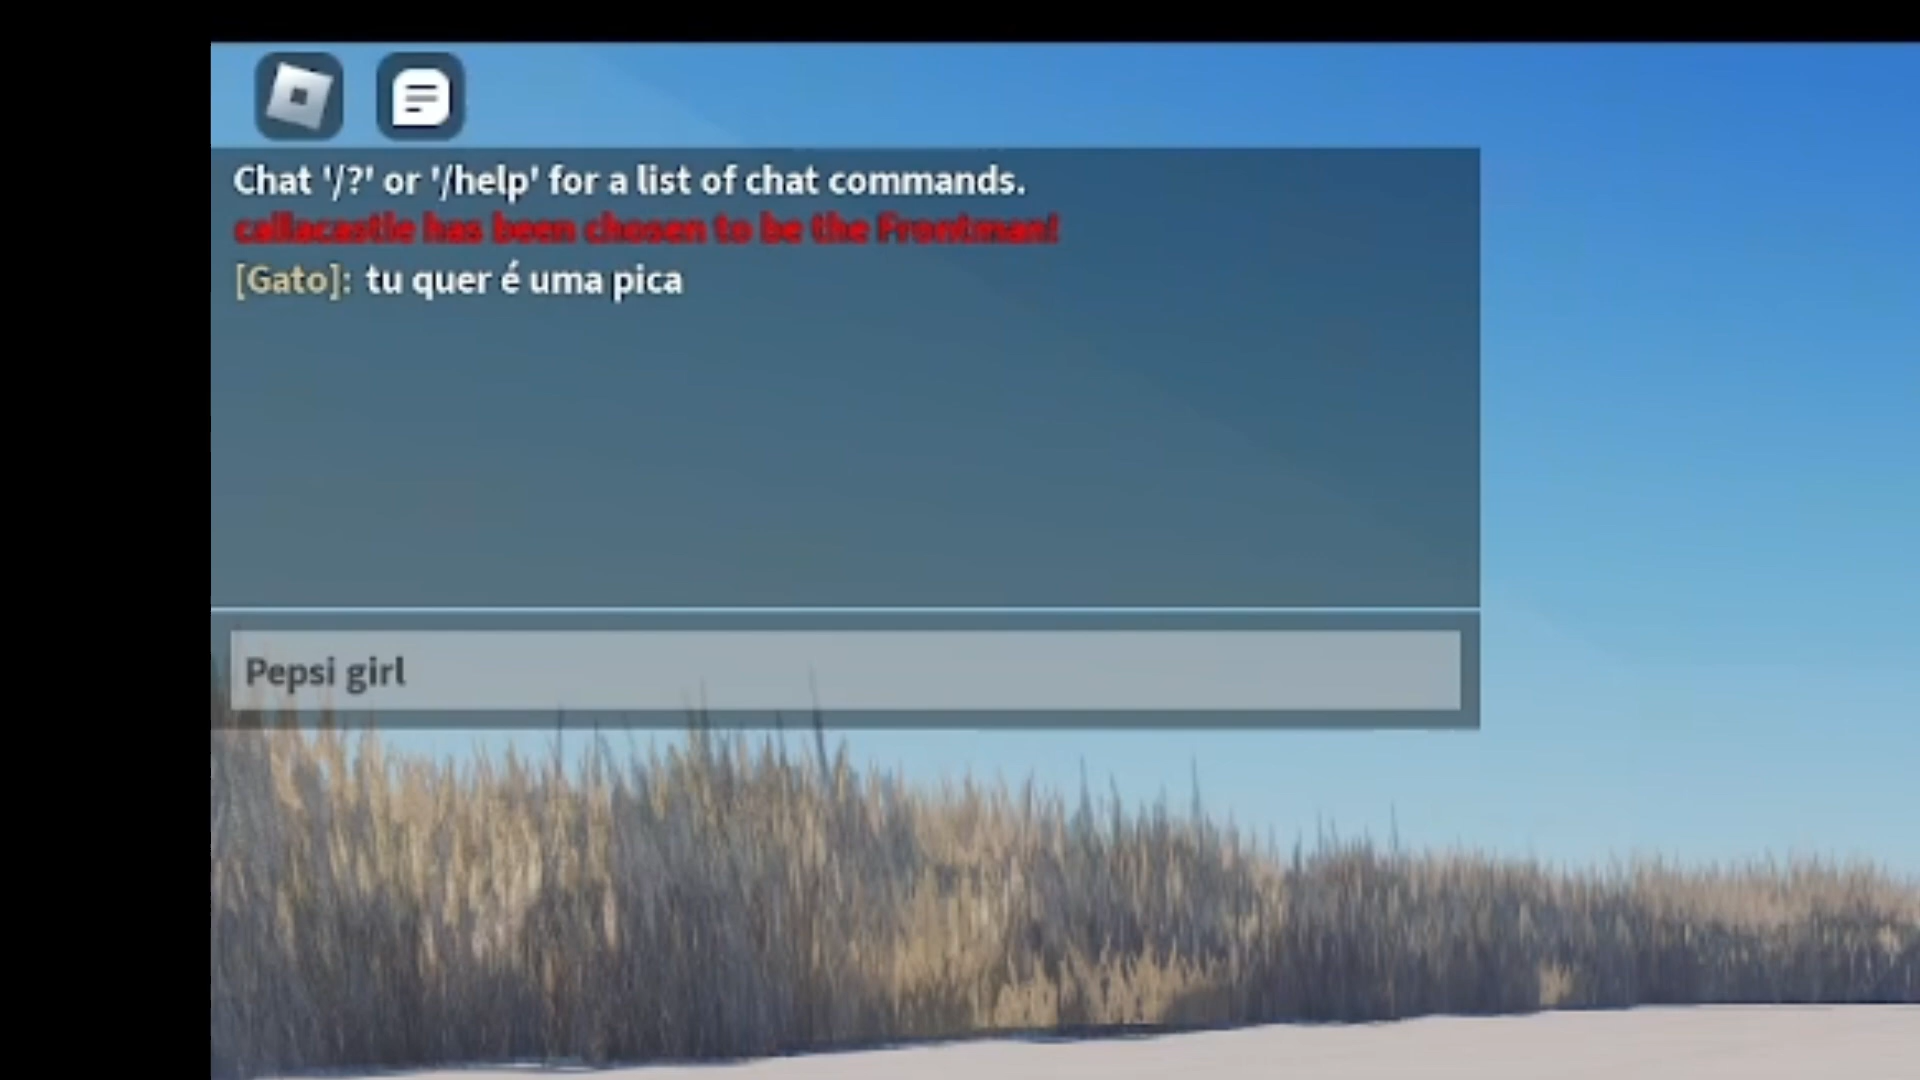 Chat '/?' or '/help' for a list of chat commands.
callacastle has been chosen to be the Frontman!
[Gato]: tu quer é uma pica
Pepsi girl